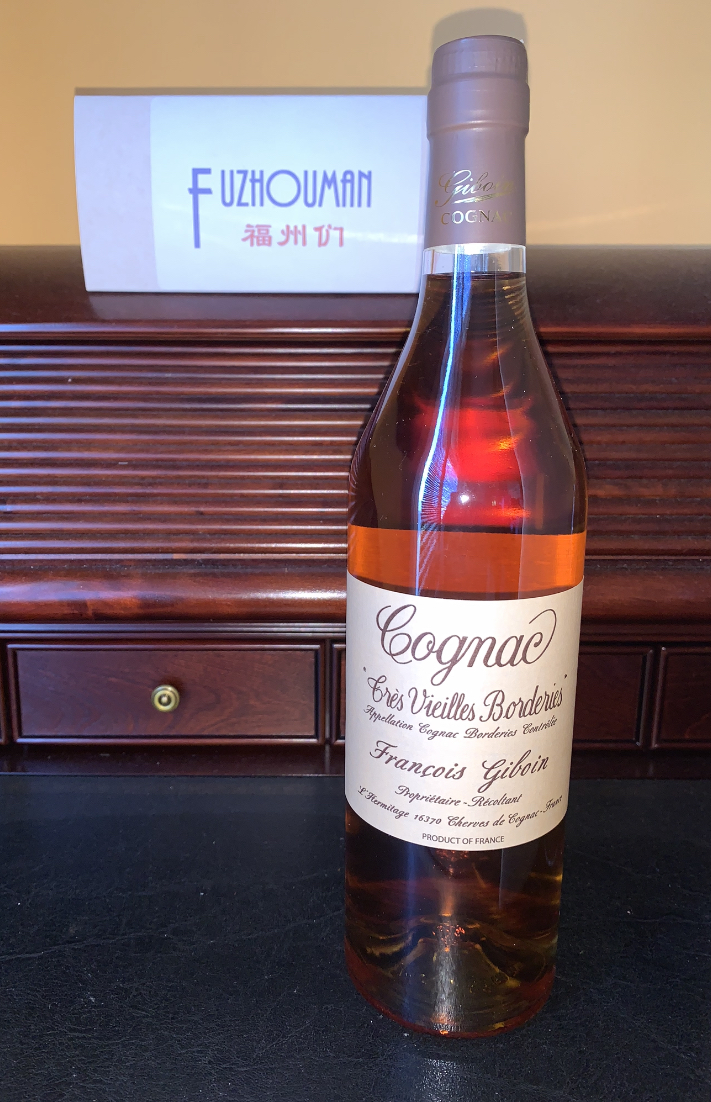 FUZHOUMAN
福州们
Giboin
COGNAC
Cognac
"Très Vieilles Borderies"
Appellation Cognac Borderies Contrôlée
François Giboin
Propriétaire - Récoltant
L'Hermitage 16370 Cherves de Cognac - France
PRODUCT OF FRANCE